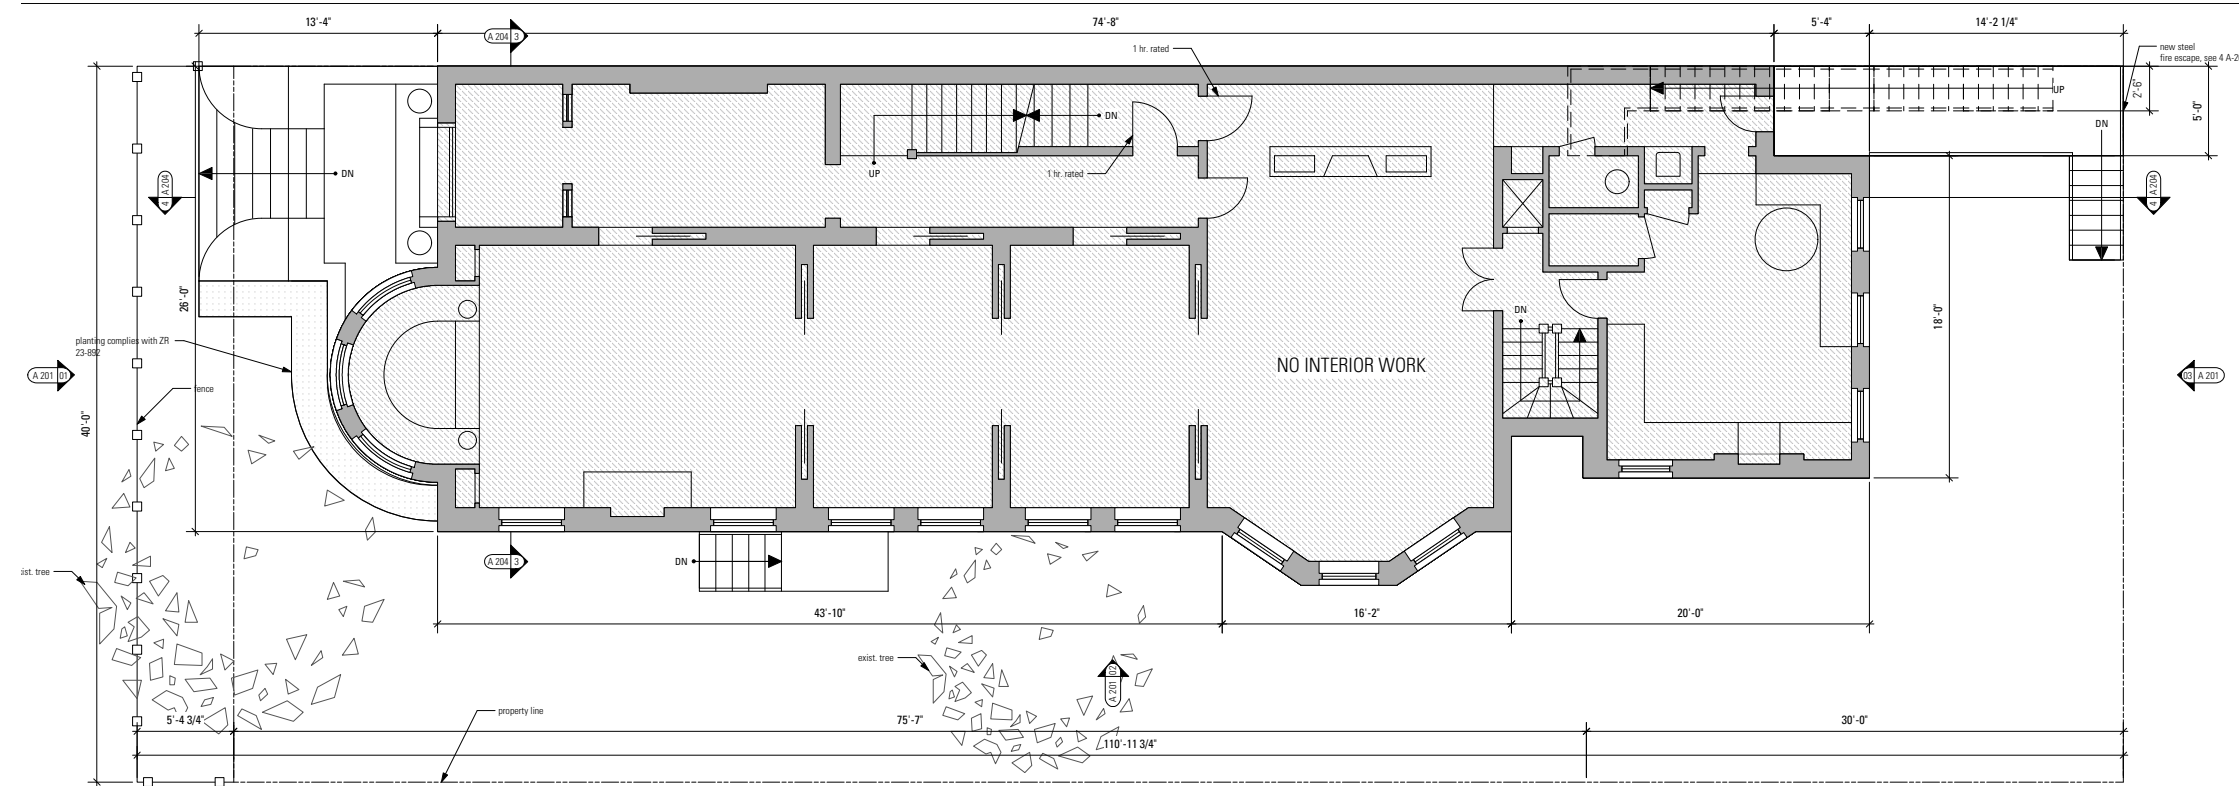 13'-4"
74'-8"
5'-4"
14'-2 1/4"
A 204 3
1 hr. rated
new steel
fire escape, see 4 A-2
UP
2'-6"
5'-0"
DN
DN
DN
UP
1 hr. rated
4 A 204
4 A 204
26'-0"
18'-0"
DN
planting complies with ZR
23-892
NO INTERIOR WORK
A 201 01
03 A 201
fence
40'-0"
A 204 3
DN
ist. tree
43'-10"
16'-2"
20'-0"
exist. tree
A 201 02
property line
5'-4 3/4"
75'-7"
30'-0"
110'-11 3/4"